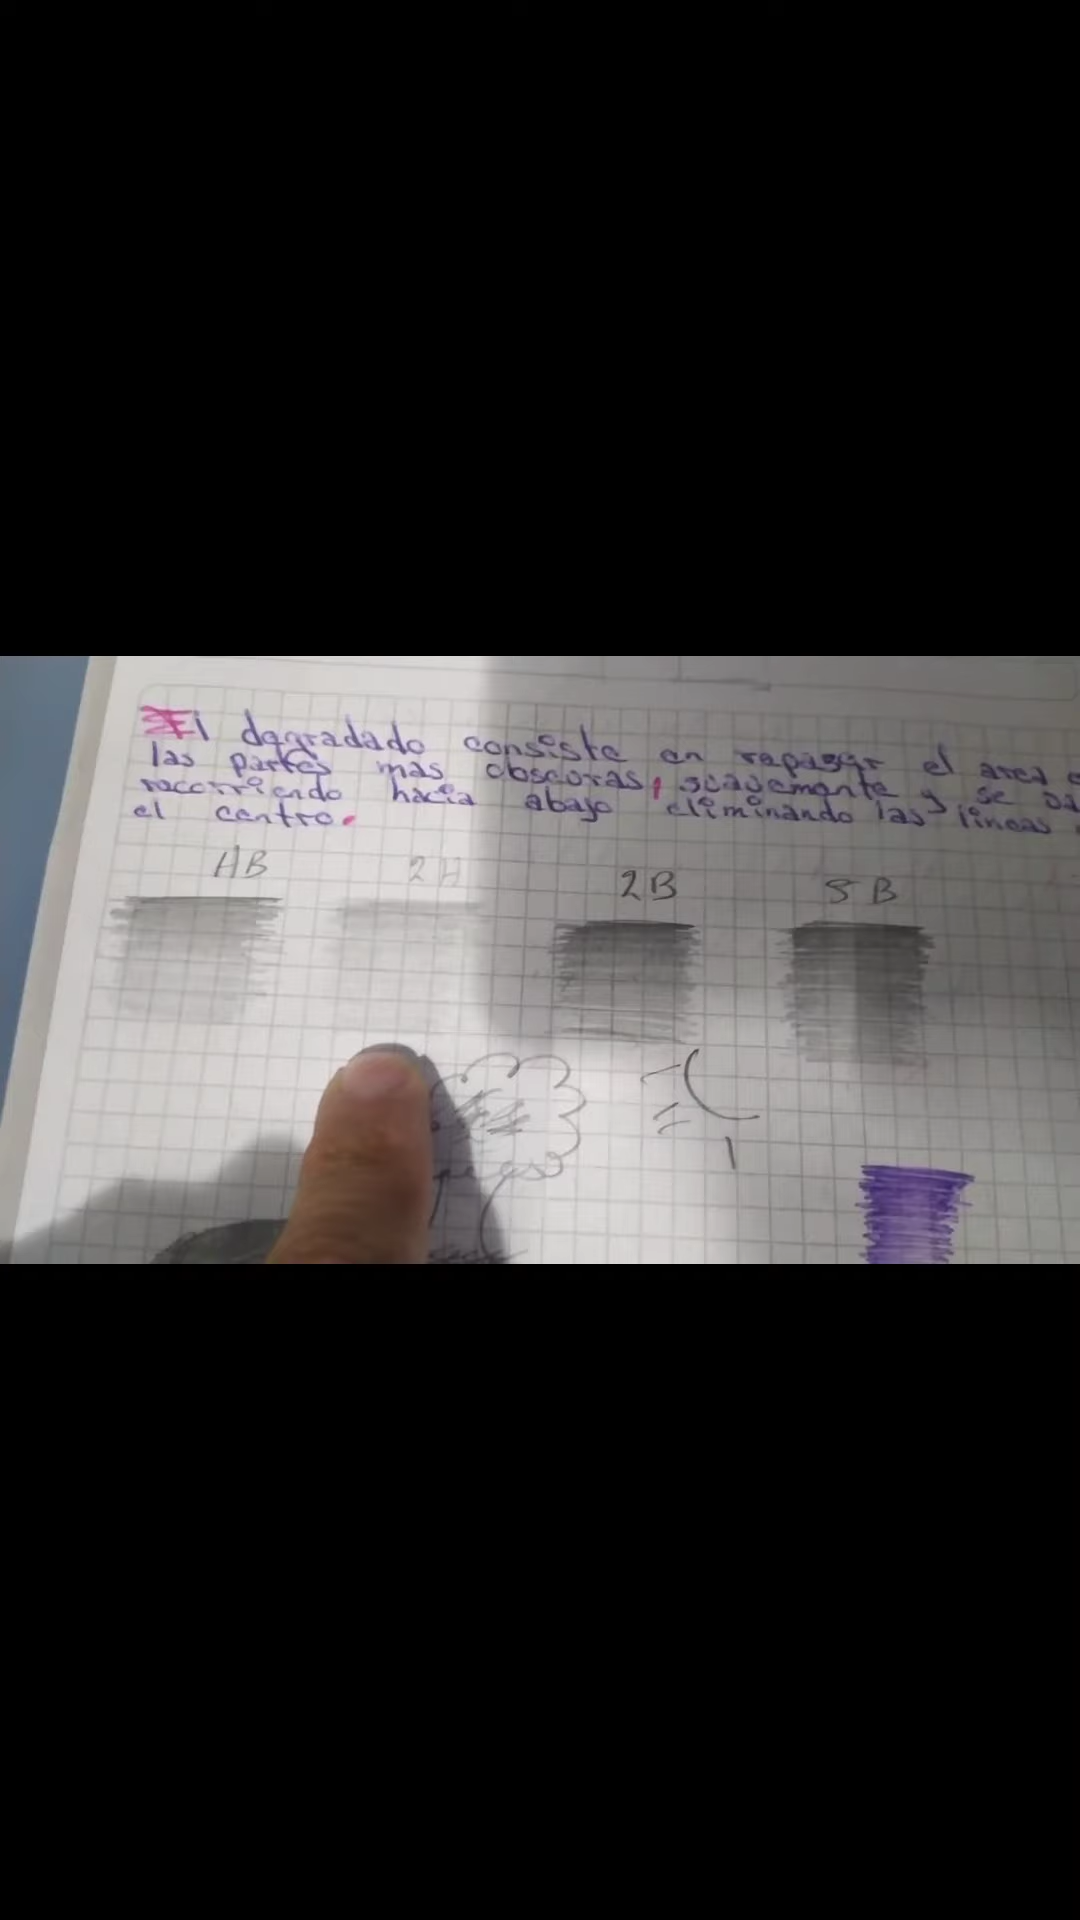 El degradado consiste en repasar el area
las partes mas obscuras, suavemente y se
recorriendo hacia abajo eliminando las lineas
el centro.
HB 2H 2B 8B